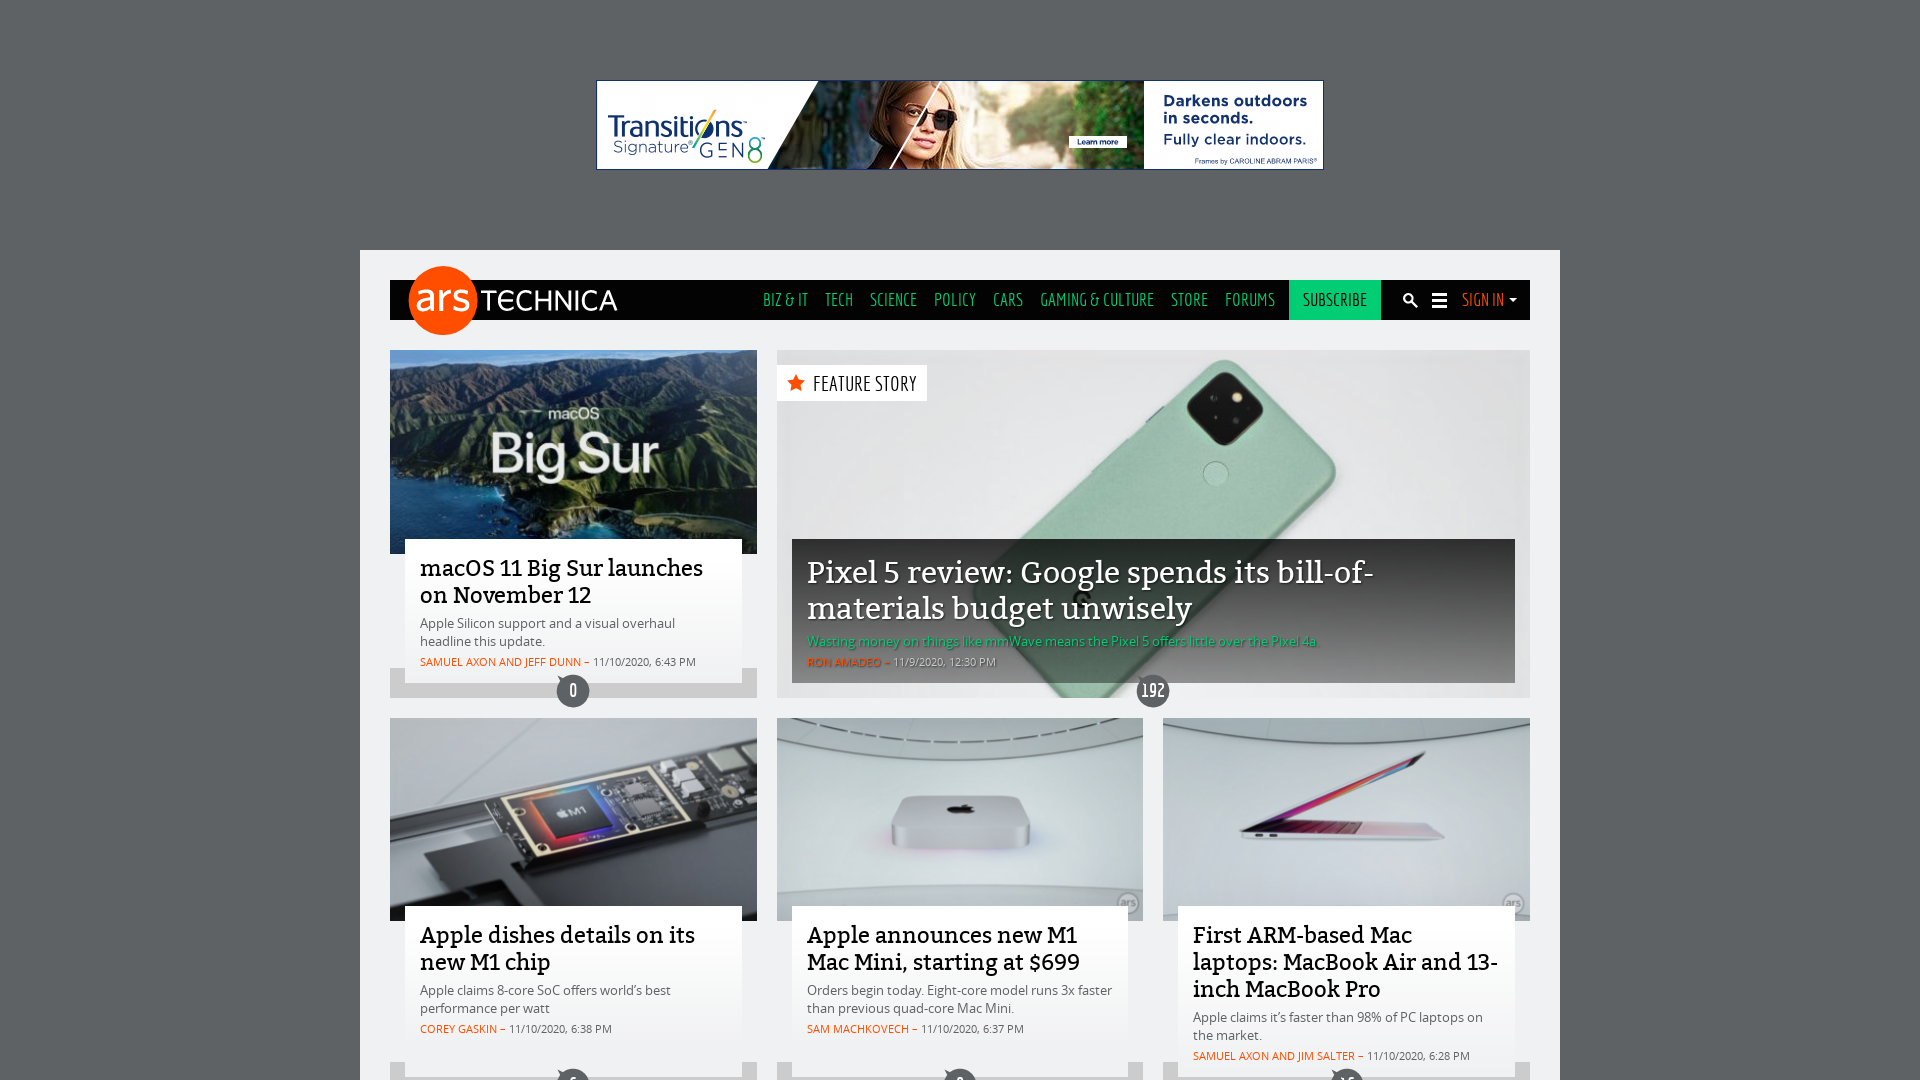 Transitions™
Signature® GEN8™
Learn more
Darkens outdoors
in seconds.
Fully clear indoors.
Frames by CAROLINE ABRAM PARIS®
ars TECHNICA
BIZ & IT TECH SCIENCE POLICY CARS GAMING & CULTURE STORE FORUMS SUBSCRIBE SIGN IN
macOS
Big Sur
macOS 11 Big Sur launches
on November 12
Apple Silicon support and a visual overhaul
headline this update.
SAMUEL AXON AND JEFF DUNN – 11/10/2020, 6:43 PM
0
FEATURE STORY
Pixel 5 review: Google spends its bill-of-
materials budget unwisely
Wasting money on things like mmWave means the Pixel 5 offers little over the Pixel 4a.
RON AMADEO – 11/9/2020, 12:30 PM
192
M1
Apple dishes details on its
new M1 chip
Apple claims 8-core SoC offers world’s best
performance per watt
COREY GASKIN – 11/10/2020, 6:38 PM
ars
Apple announces new M1
Mac Mini, starting at $699
Orders begin today. Eight-core model runs 3x faster
than previous quad-core Mac Mini.
SAM MACHKOVECH – 11/10/2020, 6:37 PM
ars
First ARM-based Mac
laptops: MacBook Air and 13-
inch MacBook Pro
Apple claims it’s faster than 98% of PC laptops on
the market.
SAMUEL AXON AND JIM SALTER – 11/10/2020, 6:28 PM